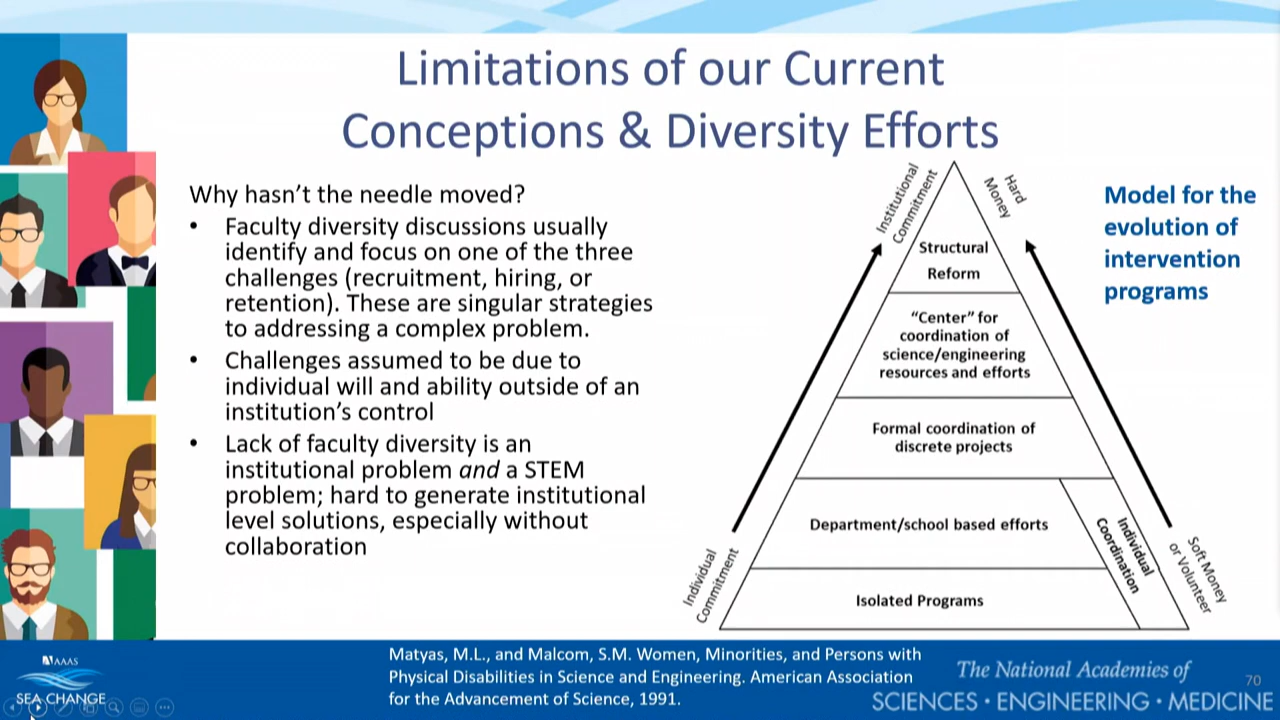 Limitations of our Current
Conceptions & Diversity Efforts
Why hasn't the needle moved?
• Faculty diversity discussions usually
identify and focus on one of the three
challenges (recruitment, hiring, or
retention). These are singular strategies
to addressing a complex problem.
• Challenges assumed to be due to
individual will and ability outside of an
institution's control
• Lack of faculty diversity is an
institutional problem and a STEM
problem; hard to generate institutional
level solutions, especially without
collaboration
Institutional
Commitment
Hard
Money
Structural
Reform
"Center" for
coordination of
science/engineering
resources and efforts
Formal coordination of
discrete projects
Department/school based efforts
Isolated Programs
Individual
Coordination
Individual
Commitment
Soft Money
or Volunteer
Model for the
evolution of
intervention
programs
AAAS
SEA CHANGE
Matyas, M.L., and Malcom, S.M. Women, Minorities, and Persons with
Physical Disabilities in Science and Engineering. American Association
for the Advancement of Science, 1991.
The National Academies of
SCIENCES • ENGINEERING • MEDICINE
70